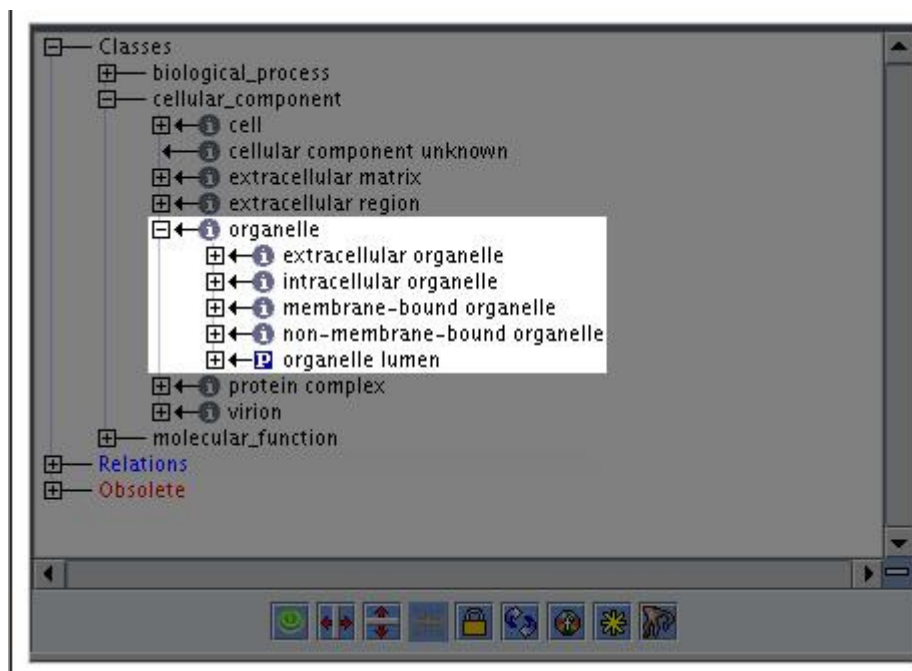 Classes
biological_process
cellular_component
cell
cellular component unknown
extracellular matrix
extracellular region
organelle
extracellular organelle
intracellular organelle
membrane-bound organelle
non-membrane-bound organelle
P organelle lumen
protein complex
virion
molecular_function
Relations
Obsolete